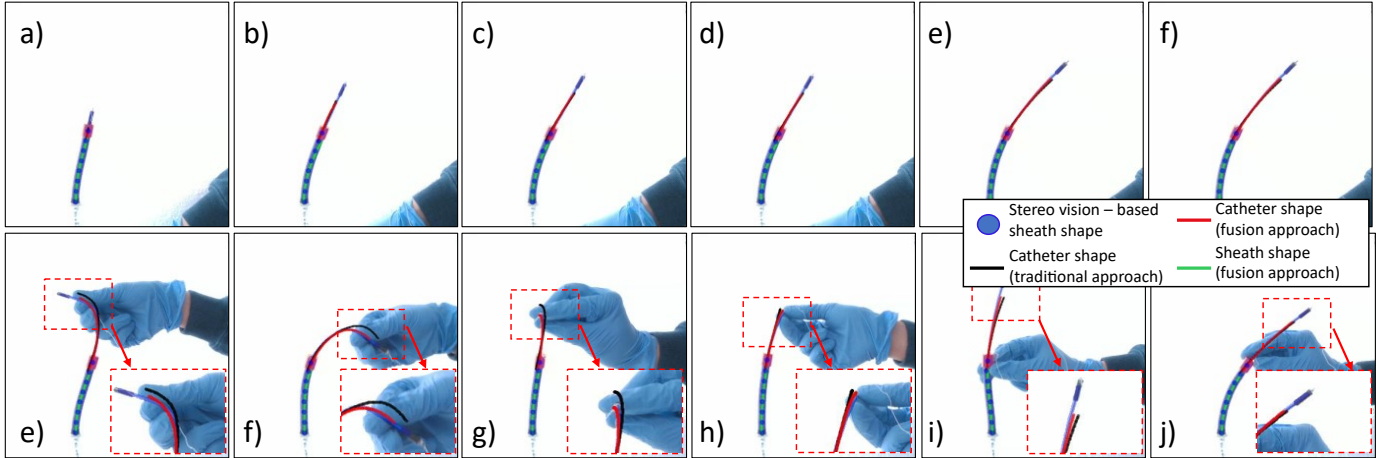 a)
b)
c)
d)
e)
f)
Stereo vision – based
sheath shape
Catheter shape
(fusion approach)
Catheter shape
(traditional approach)
Sheath shape
(fusion approach)
e)
f)
g)
h)
i)
j)